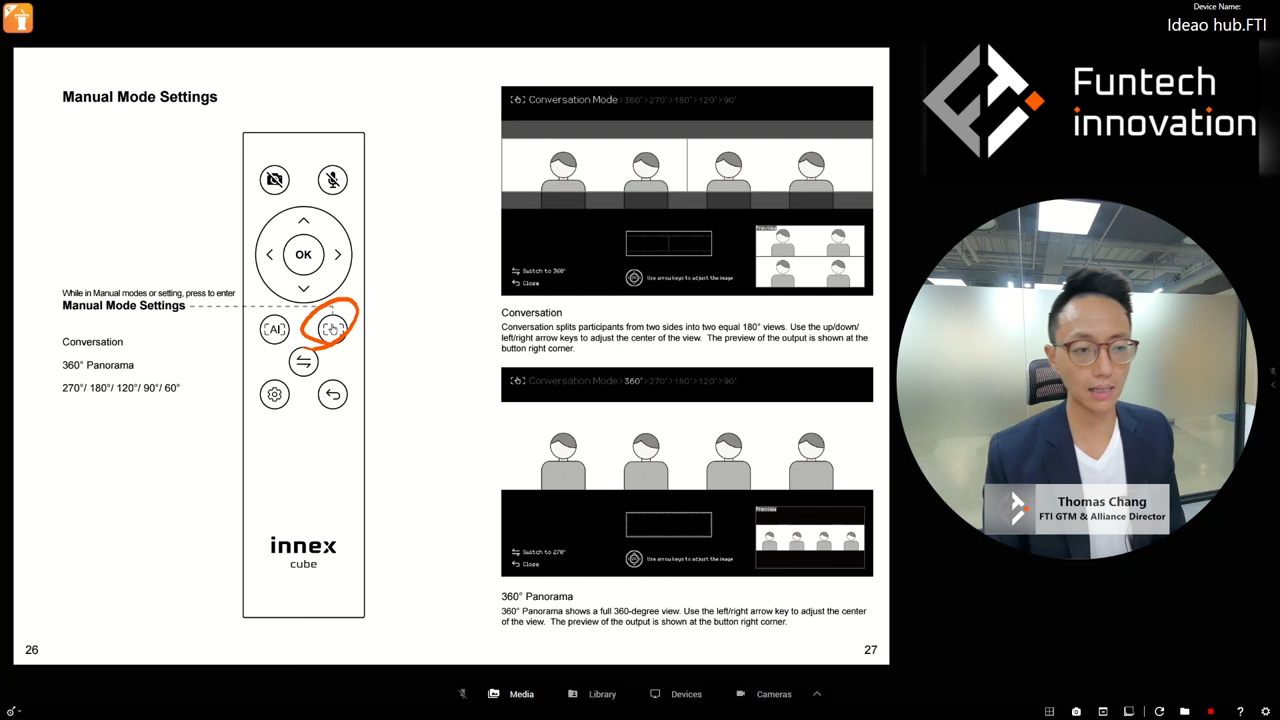 Device Name:
Ideao hub.FTI
Funtech
innovation
Manual Mode Settings
OK
While in Manual modes or setting, press to enter
Manual Mode Settings
[AI]
Conversation
360° Panorama
270°/ 180°/ 120°/ 90°/ 60°
innex
cube
26
Conversation Mode>360°>270°>180°>120°>90°
Preview
Switch to 360°
Close
OK
Use arrow keys to adjust the image
Conversation
Conversation splits participants from two sides into two equal 180° views. Use the up/down/
left/right arrow keys to adjust the center of the view. The preview of the output is shown at the
button right corner.
Conversation Mode>360°>270°>180°>120°>90°
Preview
Switch to 270°
Close
OK
Use arrow keys to adjust the image
360° Panorama
360° Panorama shows a full 360-degree view. Use the left/right arrow key to adjust the center
of the view. The preview of the output is shown at the button right corner.
27
Thomas Chang
FTI GTM & Alliance Director
Media
Library
Devices
Cameras